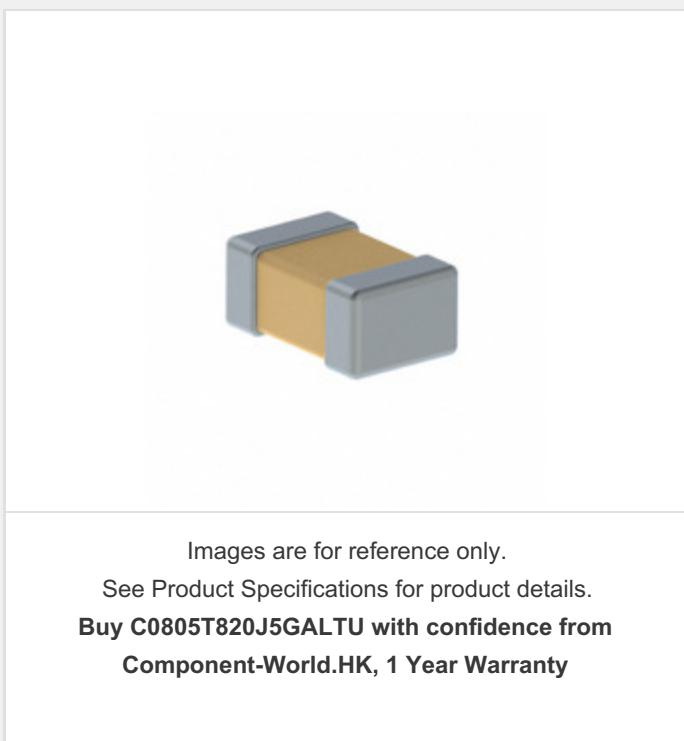 Images are for reference only.
See Product Specifications for product details.
Buy C0805T820J5GALTU with confidence from
Component-World.HK, 1 Year Warranty